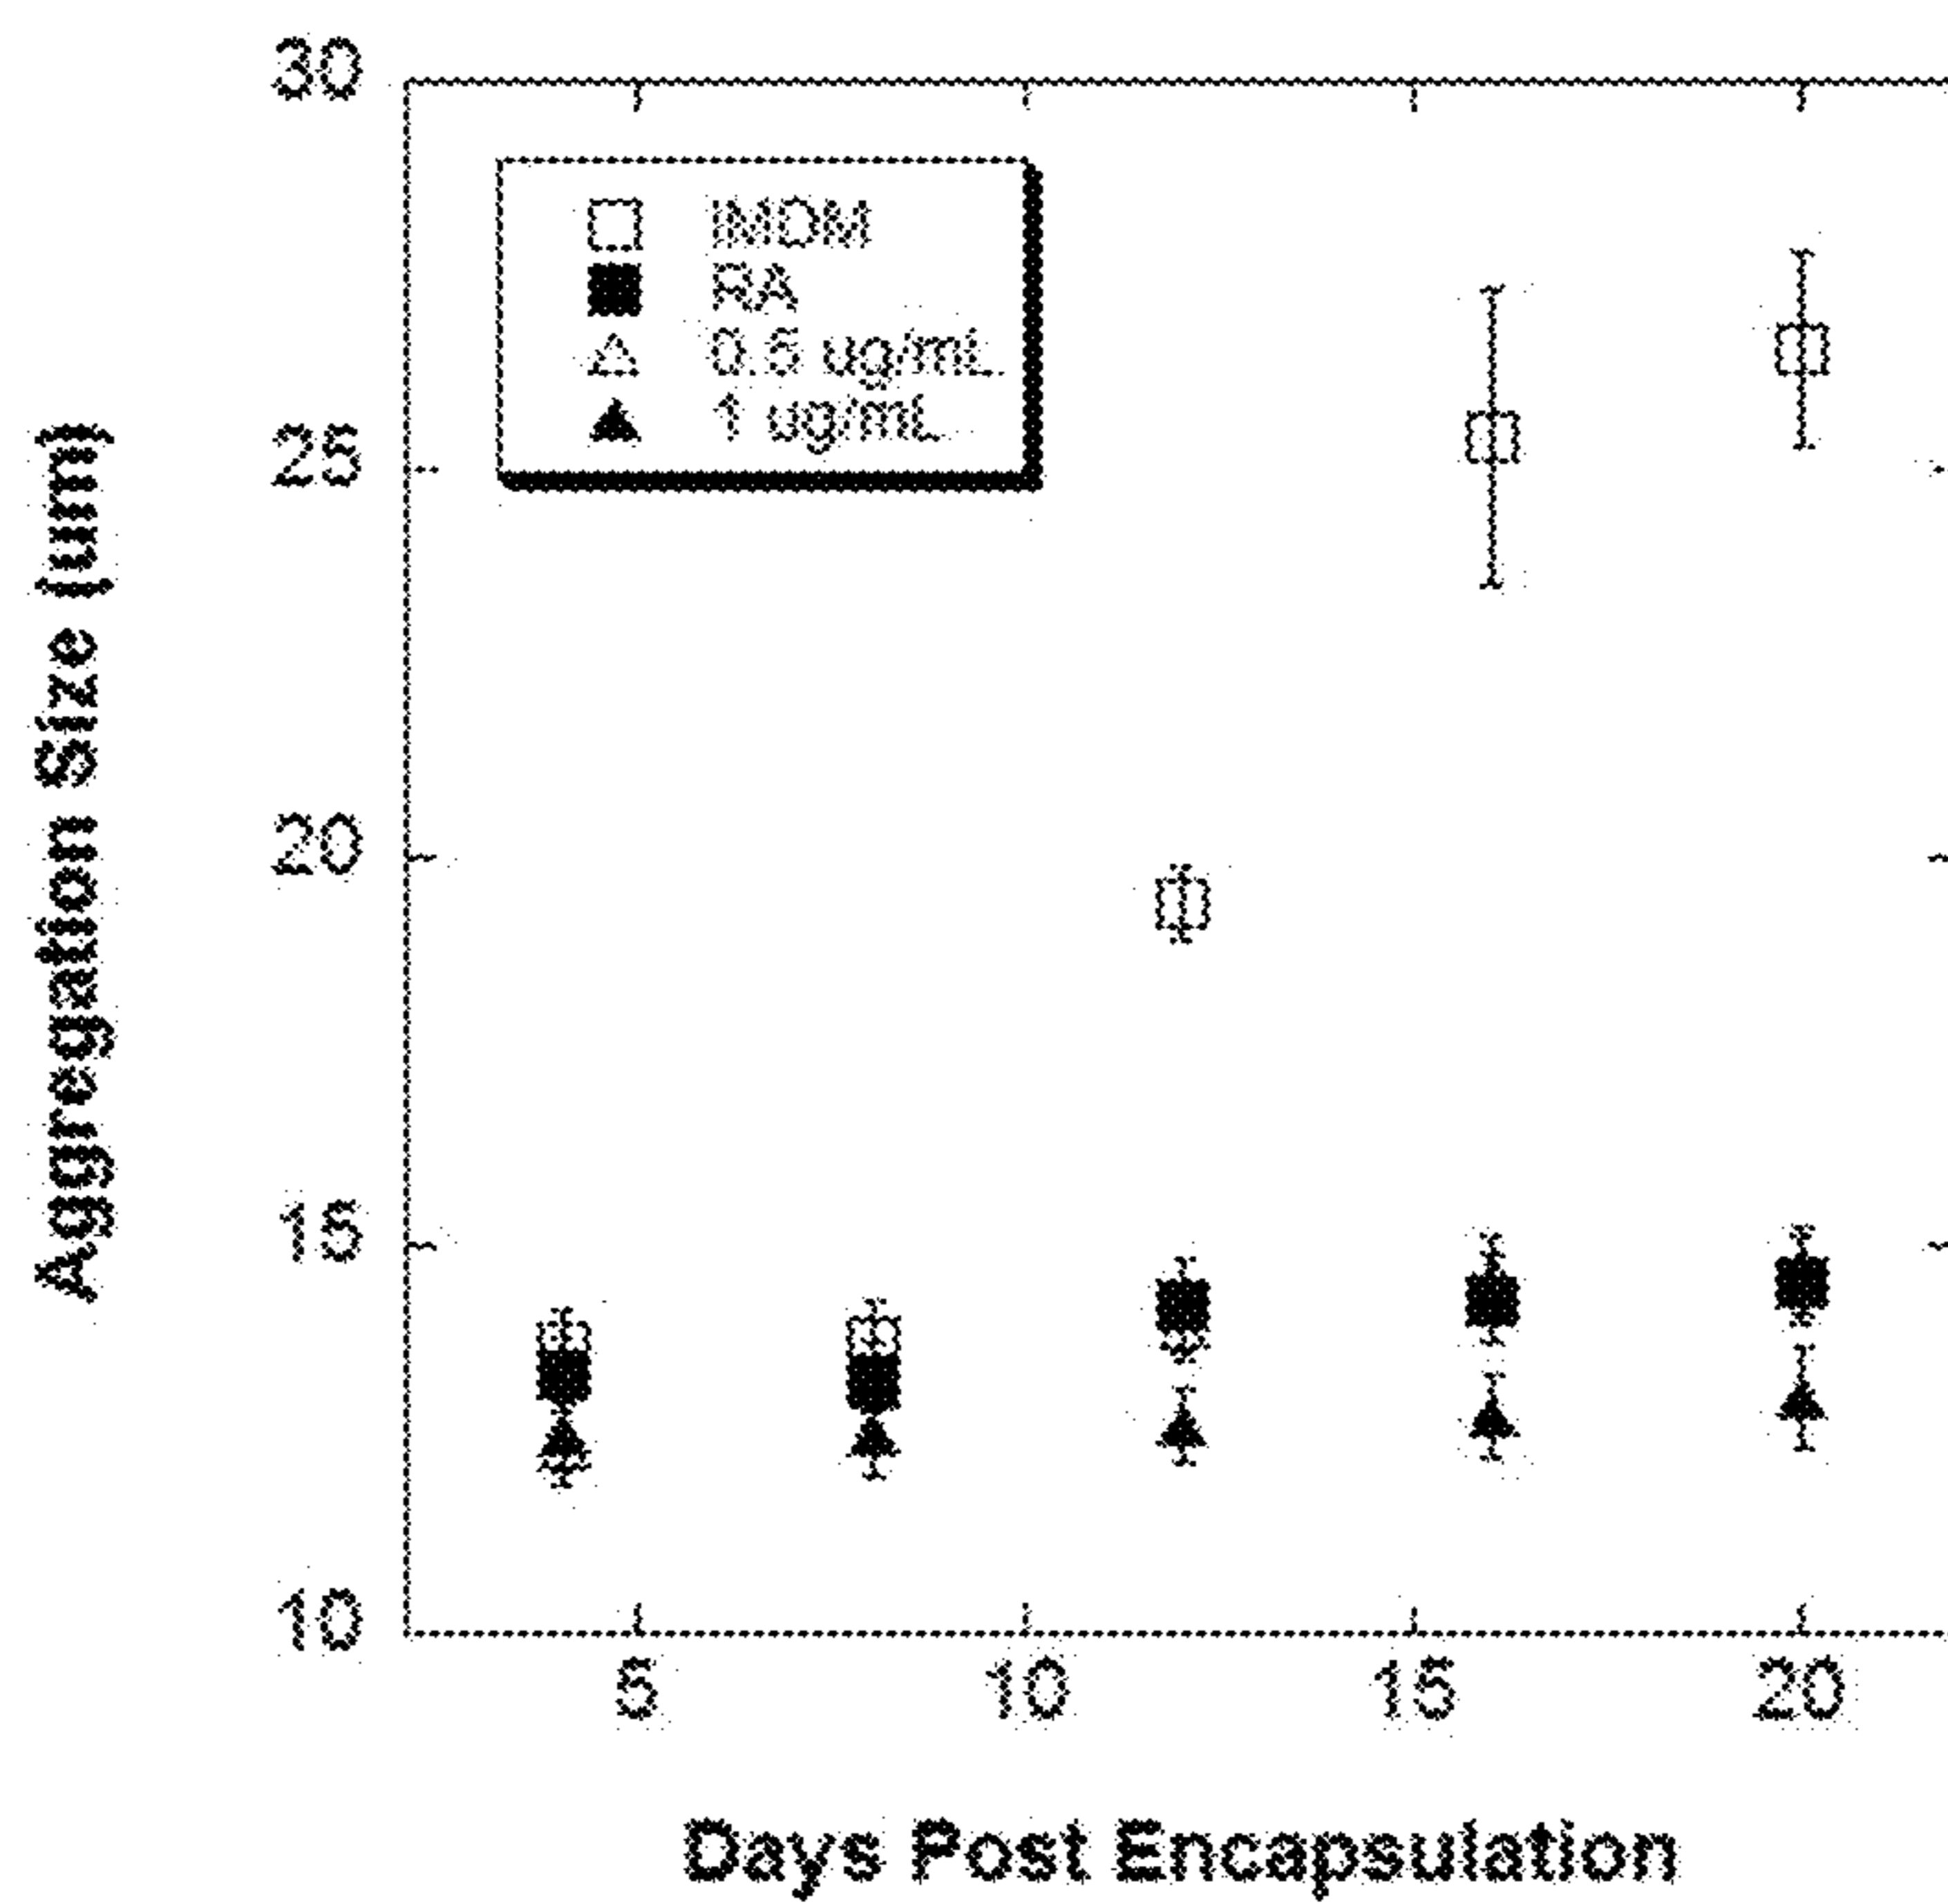 30
IMDM
RA
0.5 ug/mL
1 ug/mL
25
20
15
10
Aggregation Size [um]
5 10 15 20
Days Post Encapsulation